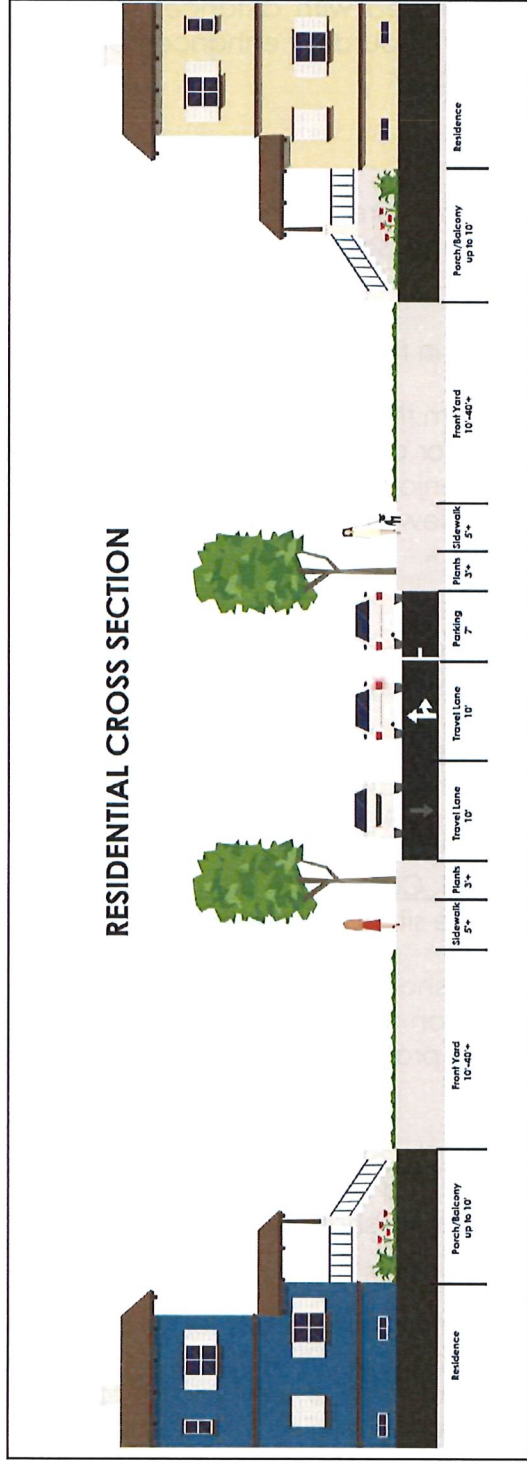 RESIDENTIAL CROSS SECTION
Residence
Porch/Balcony
up to 10'
Front Yard
10'-40'+
Sidewalk
5'+
Plants
3'+
Travel Lane
10'
Travel Lane
10'
Parking
7'
Plants
3'+
Sidewalk
5'+
Front Yard
10'-40'+
Porch/Balcony
up to 10'
Residence